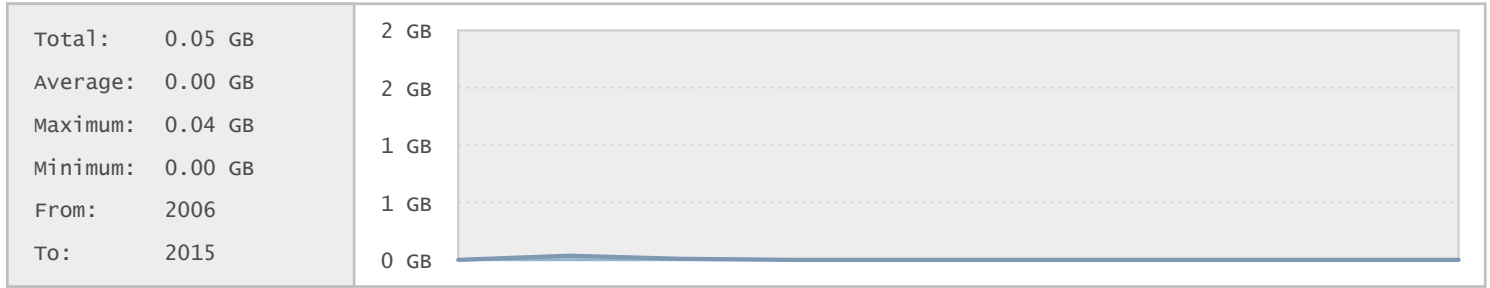 Total: 0.05 GB
Average: 0.00 GB
Maximum: 0.04 GB
Minimum: 0.00 GB
From: 2006
To: 2015
2 GB
2 GB
1 GB
1 GB
0 GB